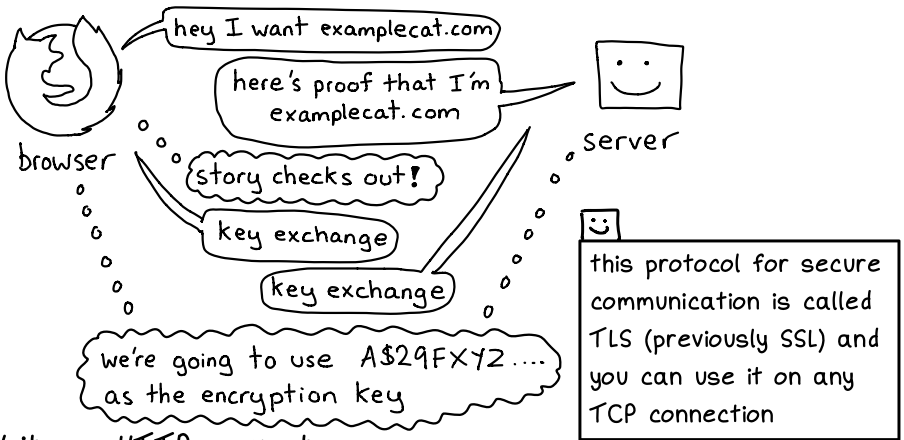 hey I want examplecat.com
here's proof that I'm
examplecat.com
browser
server
story checks out!
key exchange
key exchange
this protocol for secure
communication is called
TLS (previously SSL) and
you can use it on any
TCP connection
we're going to use A$29FXYZ....
as the encryption key